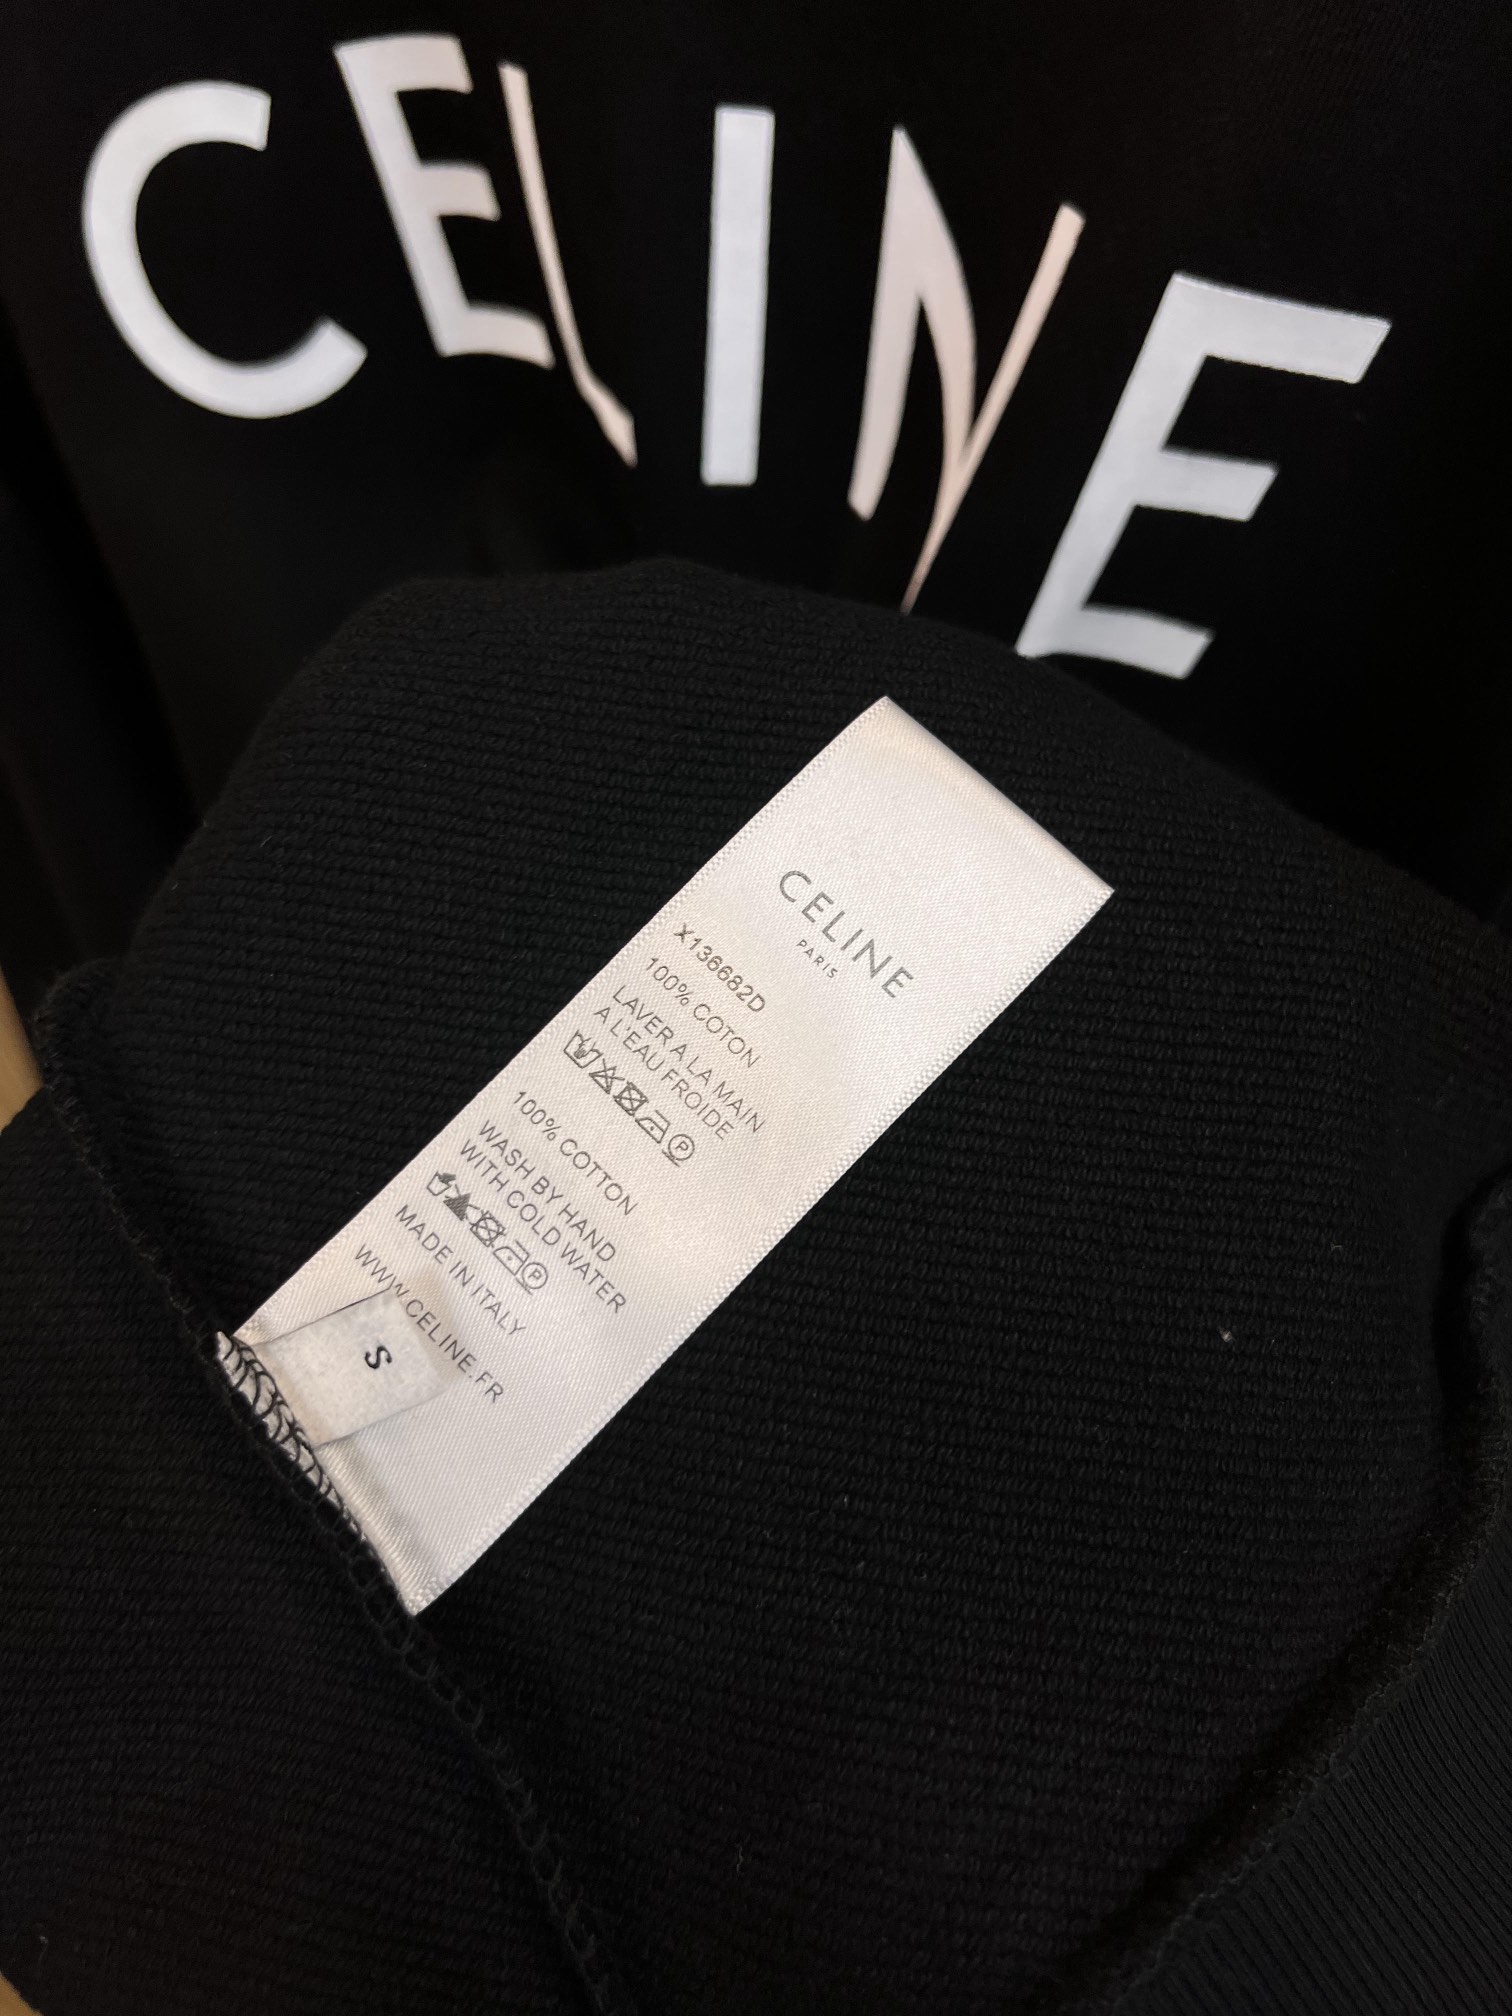 CELINE
CELINE
PARIS
X136682D
100% COTON
LAVER A LA MAIN
A L'EAU FROIDE
P
100% COTTON
WASH BY HAND
WITH COLD WATER
P
MADE IN ITALY
WWW.CELINE.FR
S